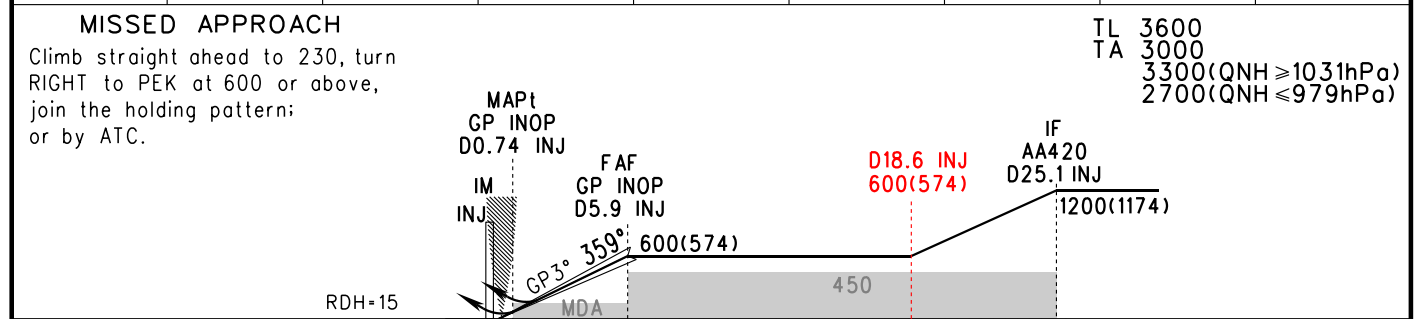 MISSED APPROACH
Climb straight ahead to 230, turn
RIGHT to PEK at 600 or above,
join the holding pattern;
or by ATC.
TL 3600
TA 3000
3300(QNH ≥1031hPa)
2700(QNH ≤979hPa)
MAPt
GP INOP
D0.74 INJ
IM
INJ
FAF
GP INOP
D5.9 INJ
D18.6 INJ
600(574)
IF
AA420
D25.1 INJ
1200(1174)
GP3° 359°
600(574)
450
RDH=15
MDA